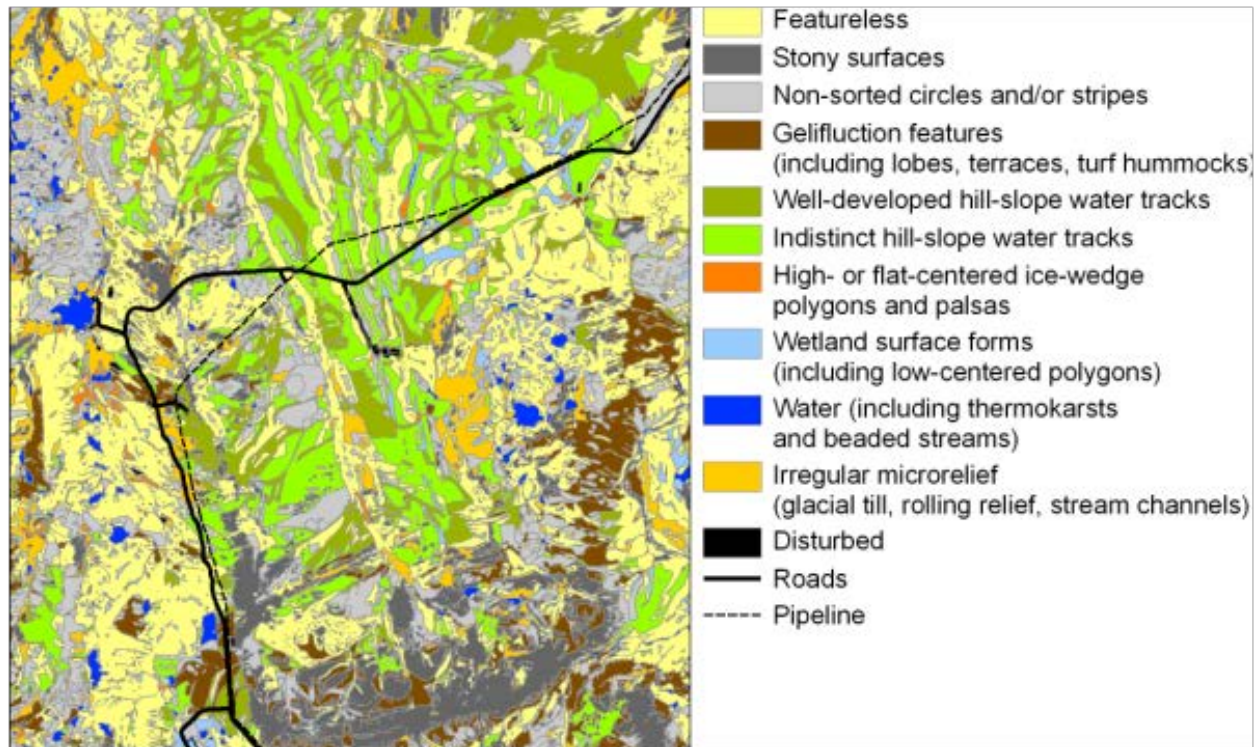 Featureless
Stony surfaces
Non-sorted circles and/or stripes
Gelifluction features
(including lobes, terraces, turf hummocks)
Well-developed hill-slope water tracks
Indistinct hill-slope water tracks
High- or flat-centered ice-wedge
polygons and palsas
Wetland surface forms
(including low-centered polygons)
Water (including thermokarsts
and beaded streams)
Irregular microrelief
(glacial till, rolling relief, stream channels)
Disturbed
Roads
Pipeline